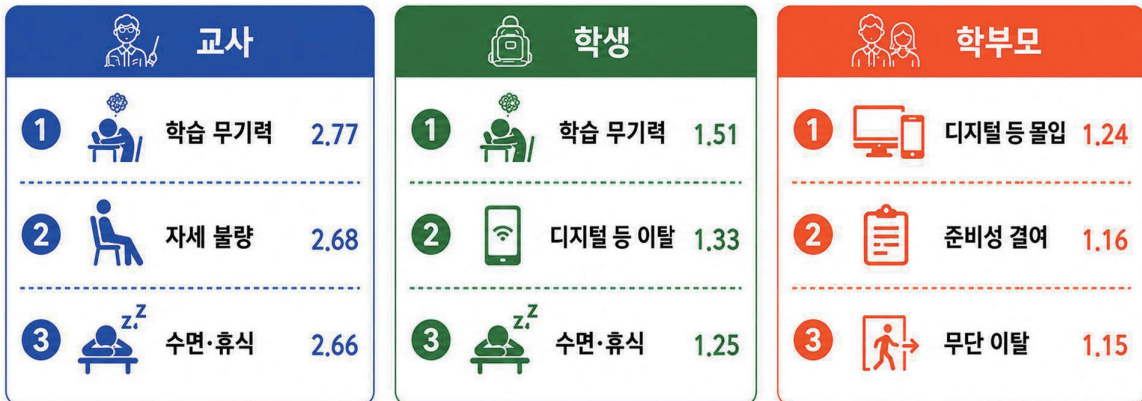 교사
1 학습 무기력 2.77
2 자세 불량 2.68
3 수면·휴식 2.66
학생
1 학습 무기력 1.51
2 디지털 등 이탈 1.33
3 수면·휴식 1.25
학부모
1 디지털 등 몰입 1.24
2 준비성 결여 1.16
3 무단 이탈 1.15